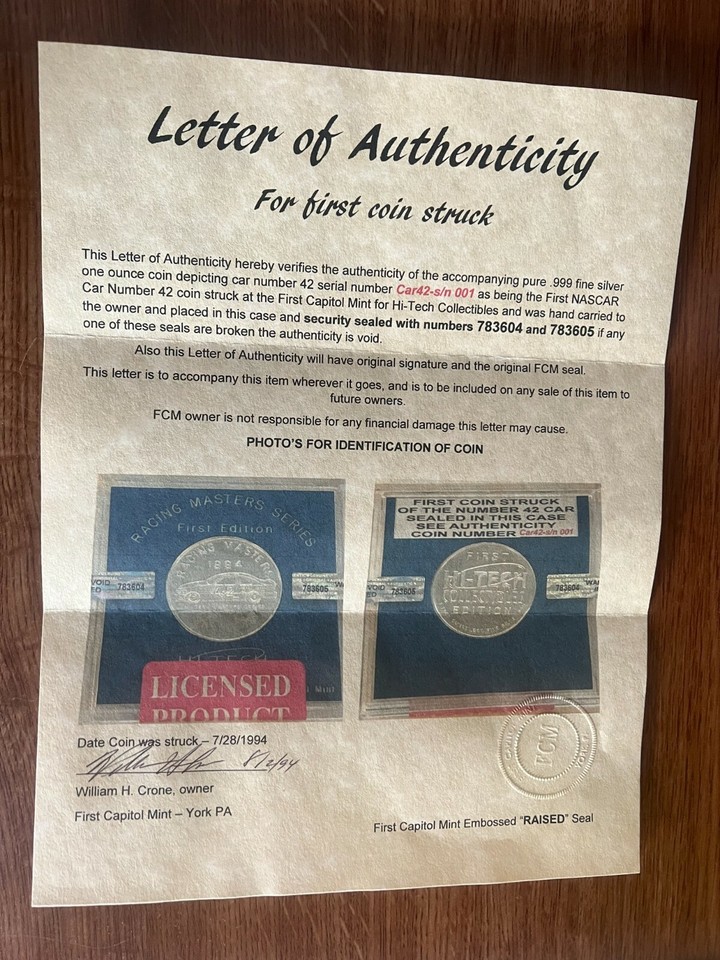 Letter of Authenticity
For first coin struck
This Letter of Authenticity hereby verifies the authenticity of the accompanying pure .999 fine silver
one ounce coin depicting car number 42 serial number Car42-s/n 001 as being the First NASCAR
Car Number 42 coin struck at the First Capitol Mint for Hi-Tech Collectibles and was hand carried to
the owner and placed in this case and security sealed with numbers 783604 and 783605 if any
one of these seals are broken the authenticity is void.
Also this Letter of Authenticity will have original signature and the original FCM seal.
This letter is to accompany this item wherever it goes, and is to be included on any sale of this item to
future owners.
FCM owner is not responsible for any financial damage this letter may cause.
PHOTO'S FOR IDENTIFICATION OF COIN
RACING MASTERS SERIES
First Edition
RACING MASTERS
1994
VOID
783604
783605
HI-TECH
Mint
LICENSED
PRODUCT
FIRST COIN STRUCK
OF THE NUMBER 42 CAR
SEALED IN THIS CASE
SEE AUTHENTICITY
COIN NUMBER Car42-s/n 001
FIRST
HI-TECH
COLLECTIBLES
EDITION
VOID
783605
783604
Date Coin was struck – 7/28/1994
8/2/94
William H. Crone, owner
First Capitol Mint – York PA
FCM
First Capitol Mint Embossed "RAISED" Seal